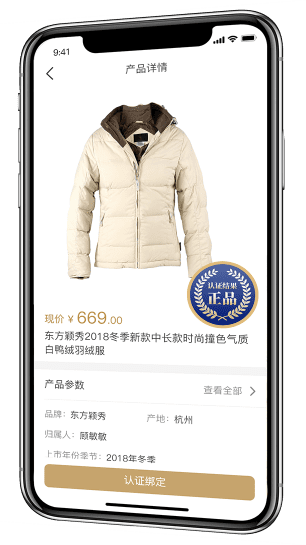 9:41
产品详情
认证结果
正品
现价 ¥ 669.00
东方颖秀2018冬季新款中长款时尚撞色气质
白鸭绒羽绒服
产品参数 查看全部
品牌: 东方颖秀 产地: 杭州
归属人: 顾敏敏
上市年份季节: 2018年冬季
认证绑定